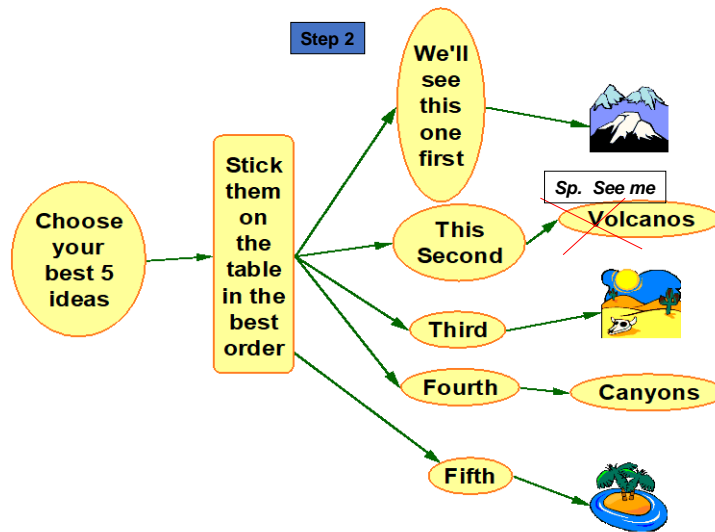 Step 2
We'll
see
this
one
first
Stick
them
on
the
table
in the
best
order
Choose
your
best 5
ideas
Sp. See me
This
Second
Volcanos
Third
Fourth
Canyons
Fifth